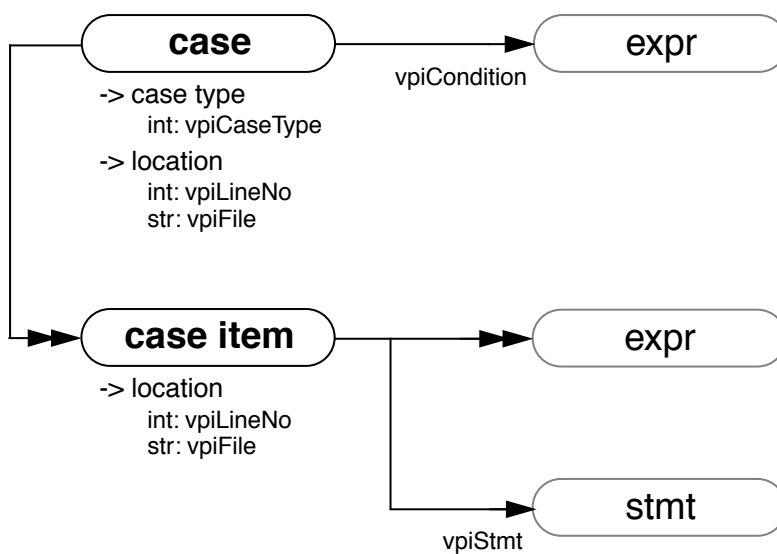 case
expr
vpiCondition
-> case type
int: vpiCaseType
-> location
int: vpiLineNo
str: vpiFile
case item
expr
-> location
int: vpiLineNo
str: vpiFile
stmt
vpiStmt